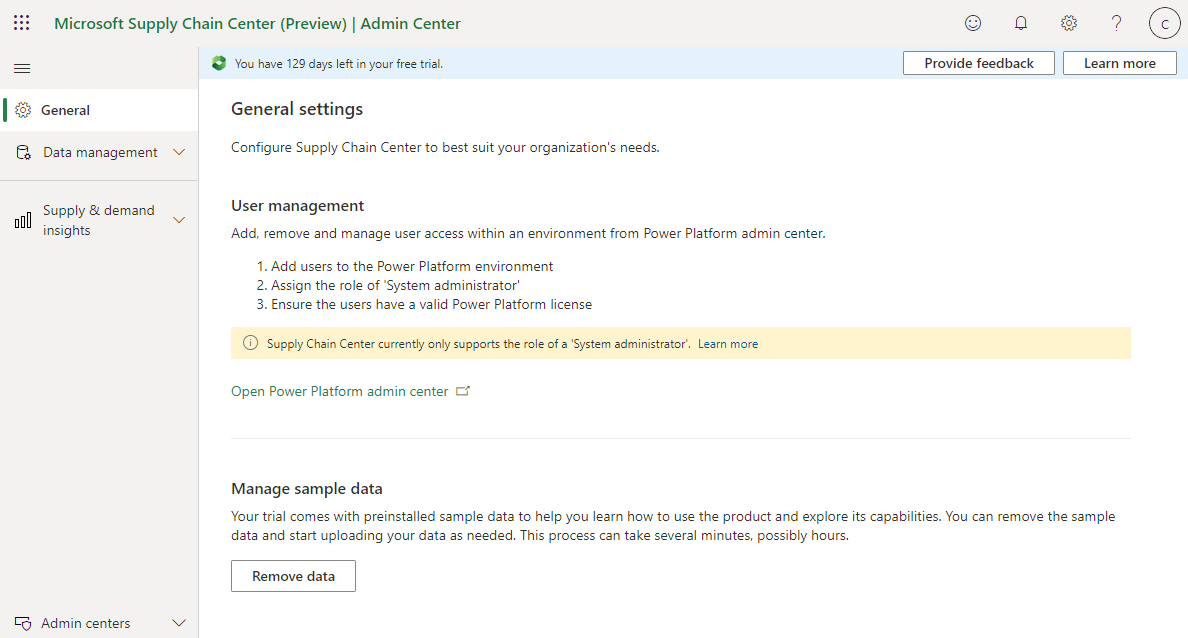 Microsoft Supply Chain Center (Preview) | Admin Center
C
You have 129 days left in your free trial.
Provide feedback
Learn more
General
Data management
Supply & demand
insights
Admin centers
General settings
Configure Supply Chain Center to best suit your organization's needs.
User management
Add, remove and manage user access within an environment from Power Platform admin center.
1. Add users to the Power Platform environment
2. Assign the role of 'System administrator'
3. Ensure the users have a valid Power Platform license
Supply Chain Center currently only supports the role of a 'System administrator'. Learn more
Open Power Platform admin center
Manage sample data
Your trial comes with preinstalled sample data to help you learn how to use the product and explore its capabilities. You can remove the sample
data and start uploading your data as needed. This process can take several minutes, possibly hours.
Remove data